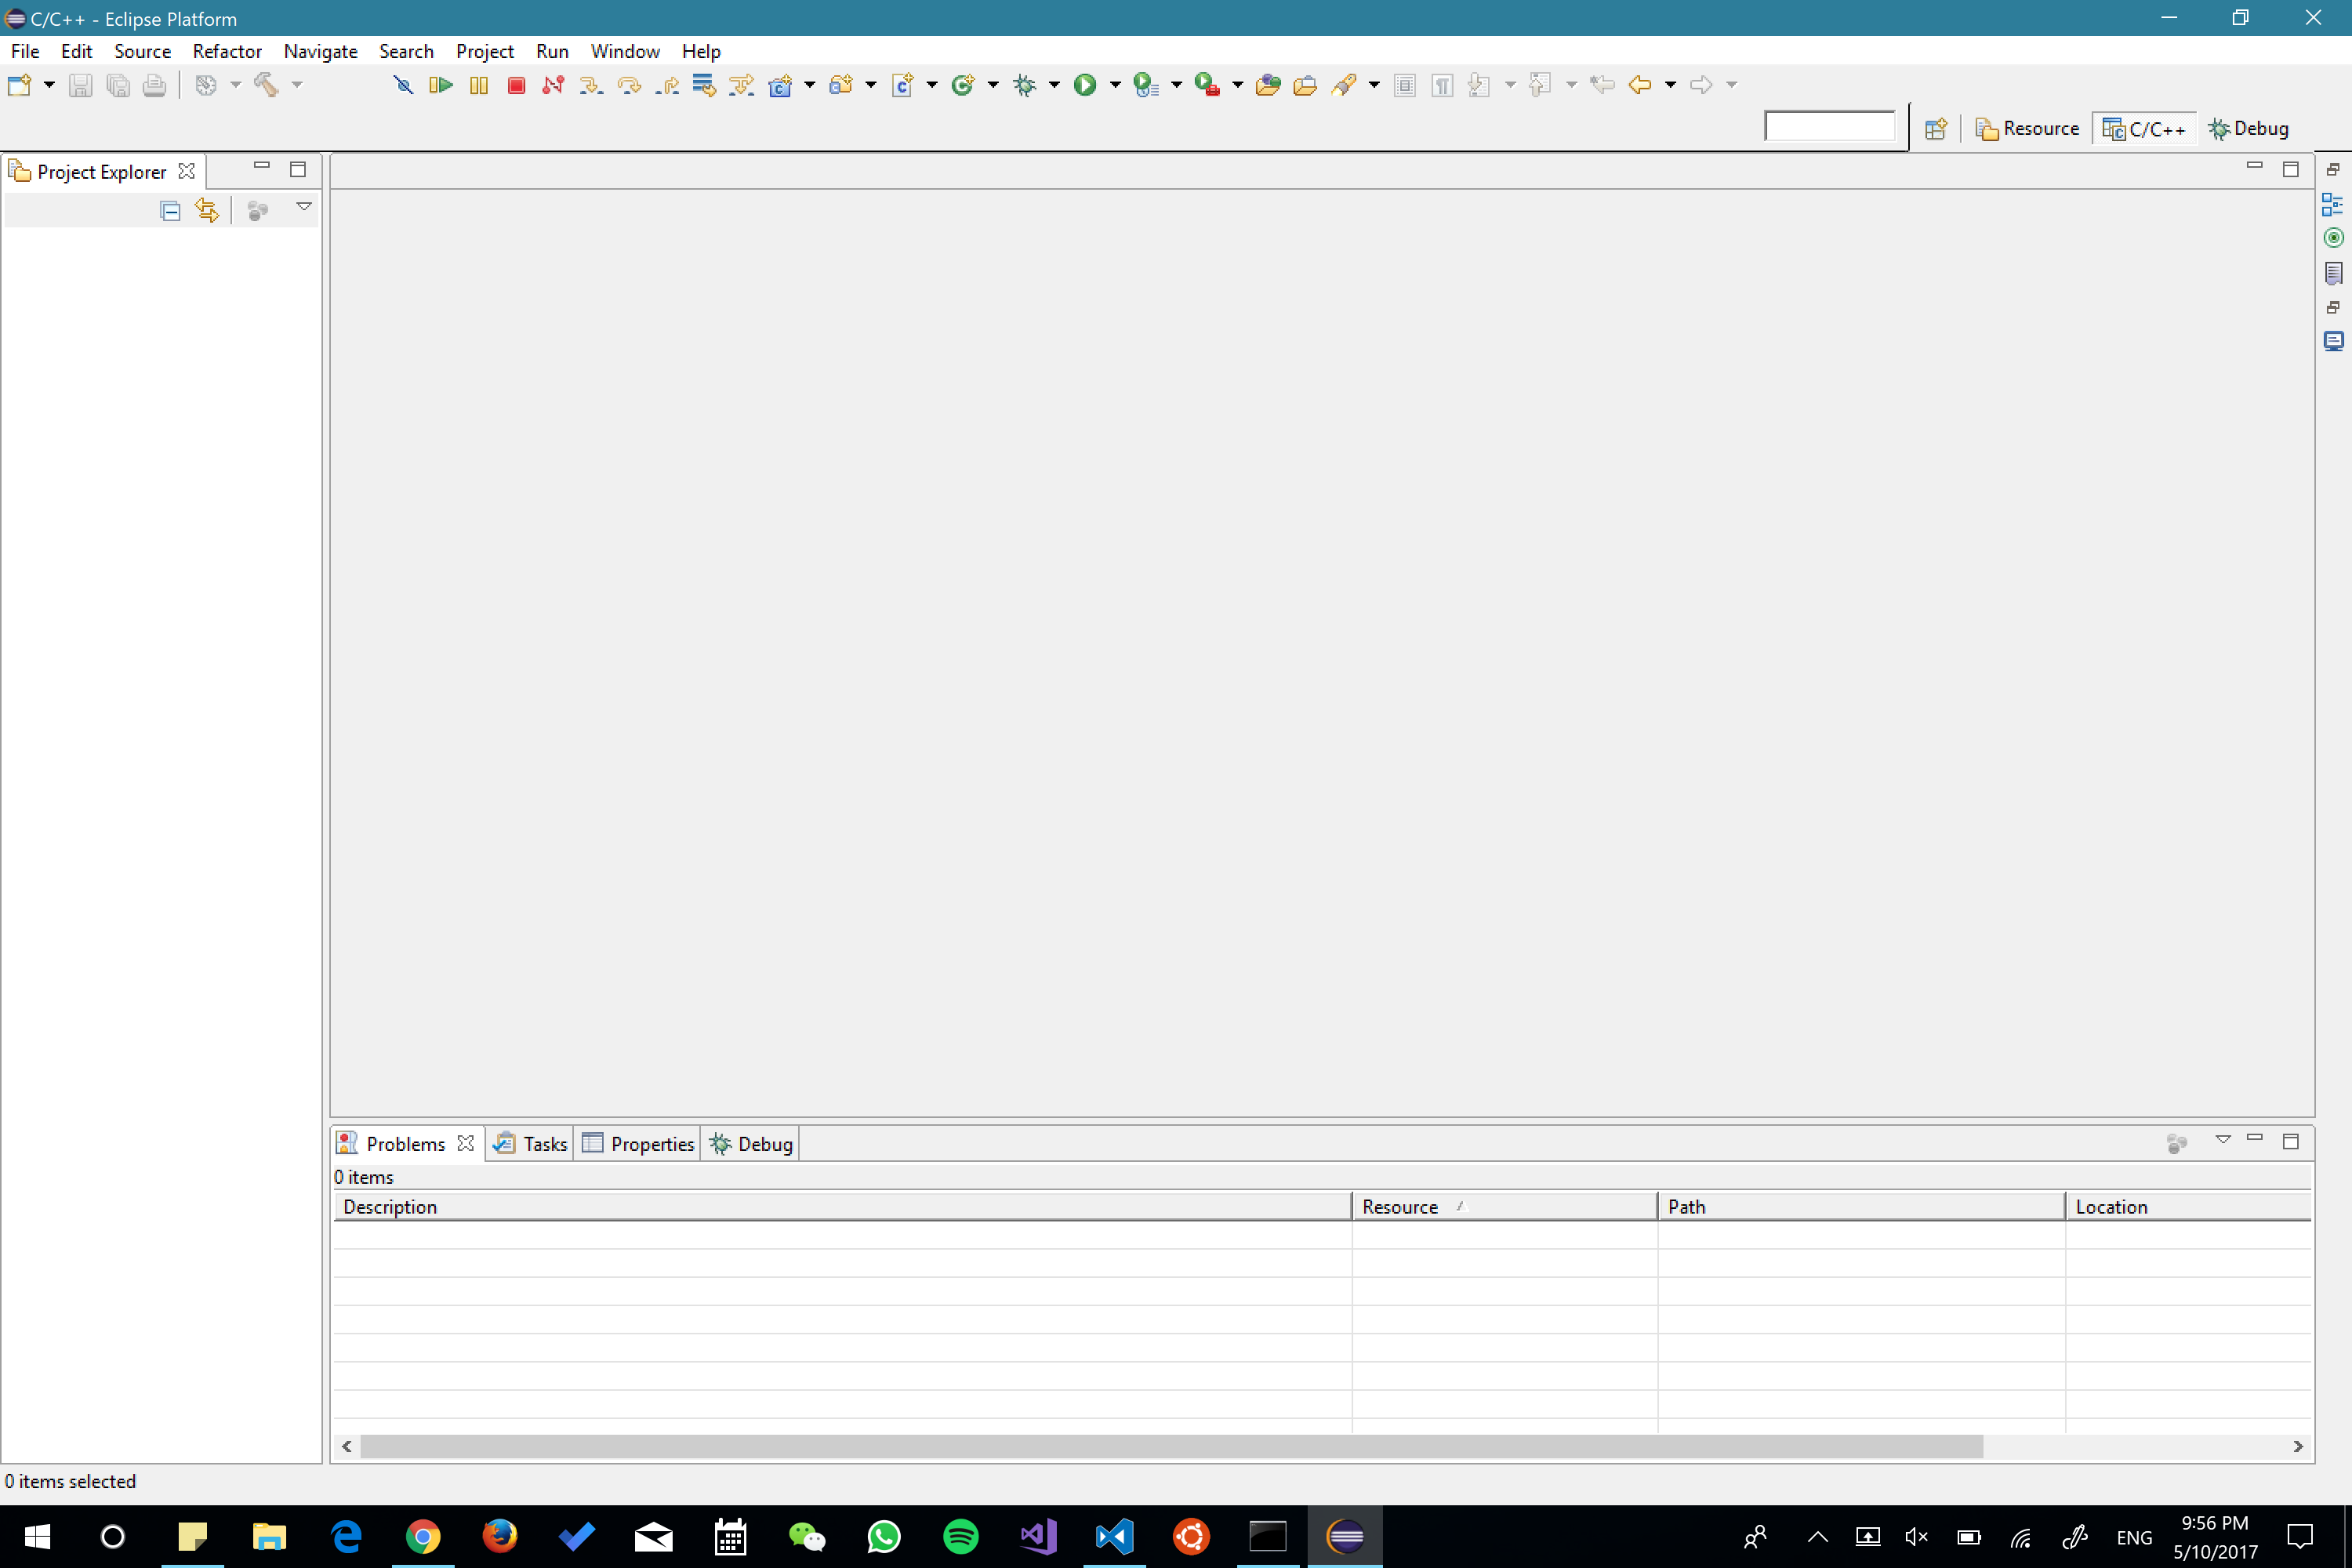 C/C++ - Eclipse Platform
File Edit Source Refactor Navigate Search Project Run Window Help
Resource C/C++ Debug
Project Explorer
Problems Tasks Properties Debug
0 items
Description Resource Path Location
0 items selected
ENG
9:56 PM
5/10/2017